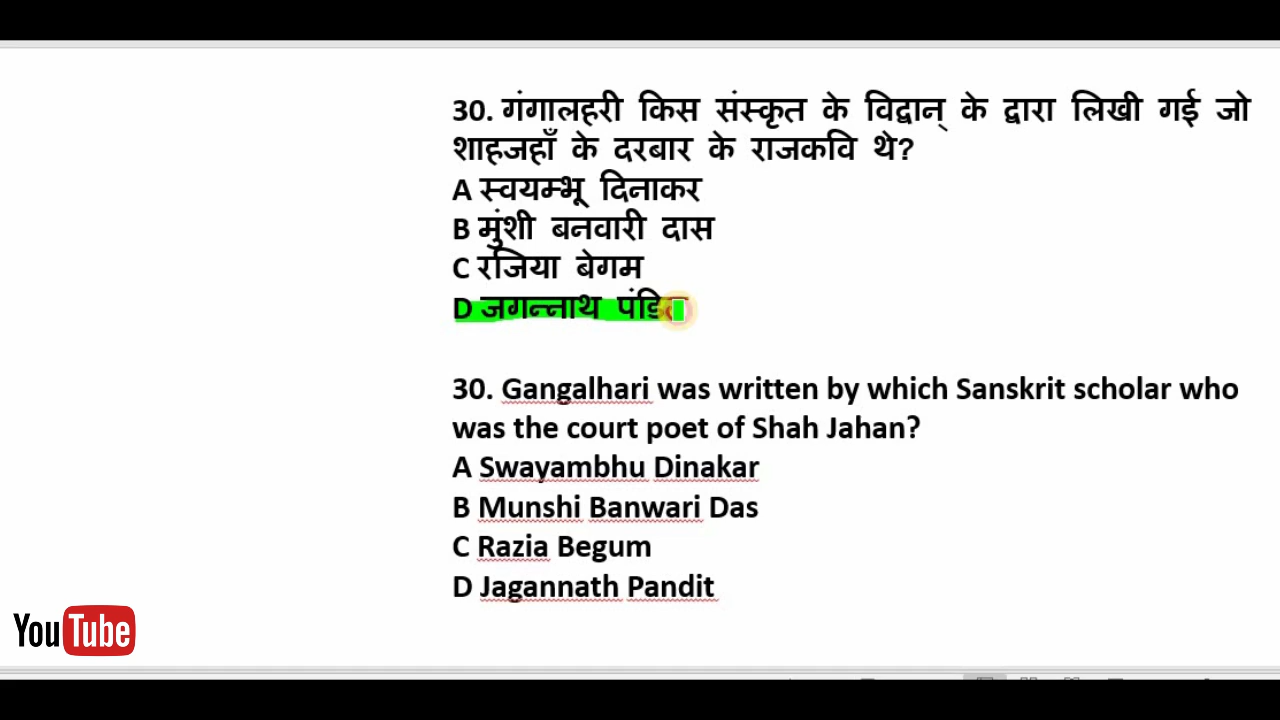 30. गंगालहरी किस संस्कृत के विद्वान् के द्वारा लिखी गई जो
शाहजहाँ के दरबार के राजकवि थे?
A स्वयम्भू दिनाकर
B मुंशी बनवारी दास
C रजिया बेगम
D जगन्नाथ पंडित
30. Gangalhari was written by which Sanskrit scholar who
was the court poet of Shah Jahan?
A Swayambhu Dinakar
B Munshi Banwari Das
C Razia Begum
D Jagannath Pandit
YouTube